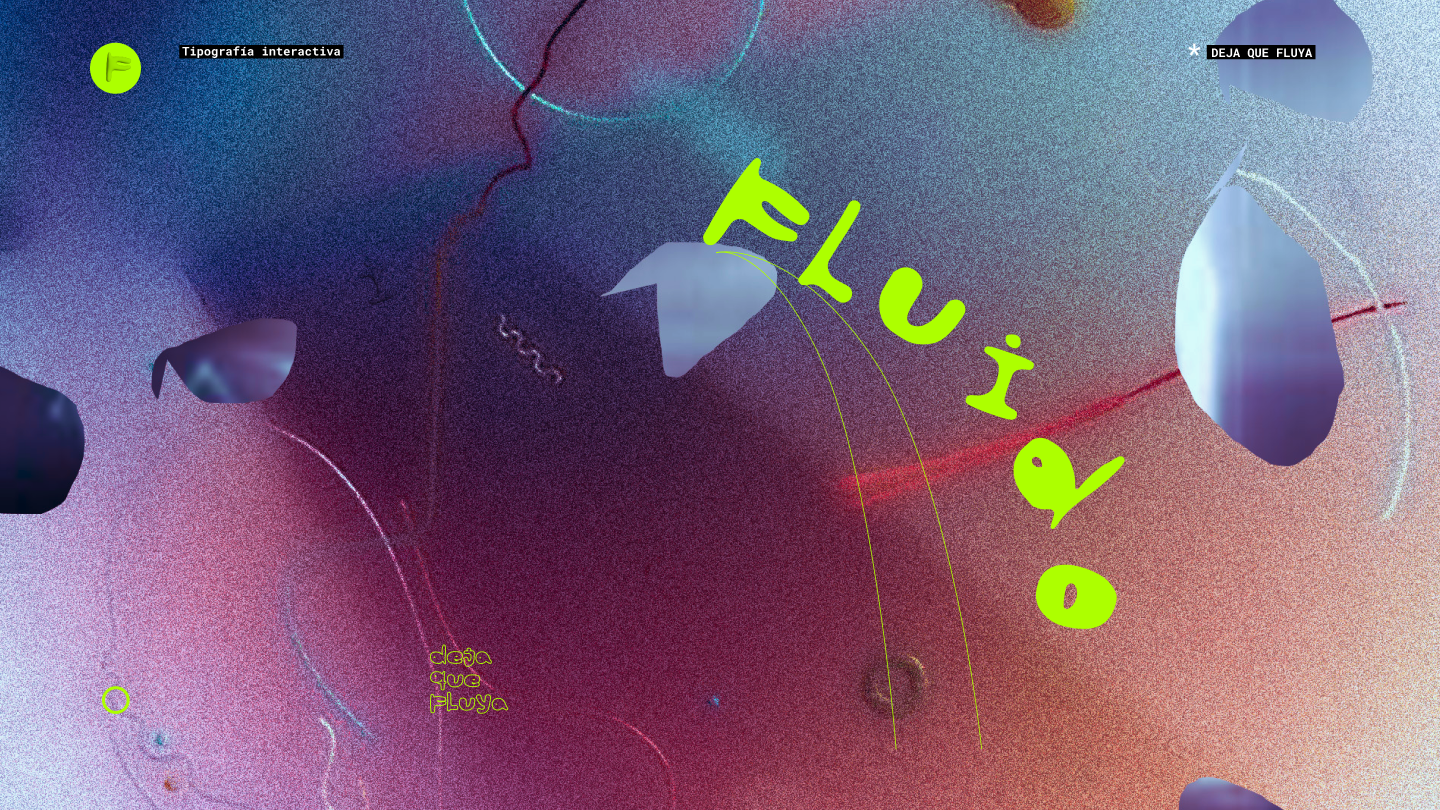 F
Tipografía interactiva
* DEJA QUE FLUYA
FLUido
deja
que
FLUYa